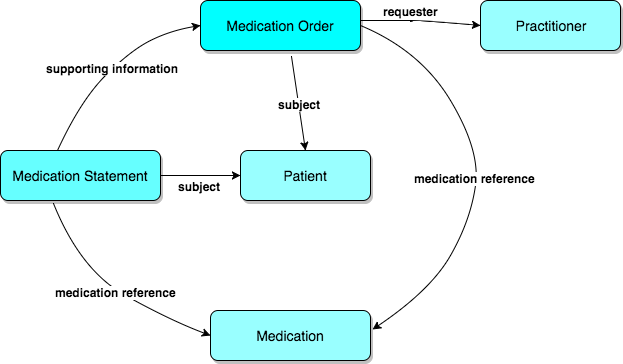 Medication Order
requester
Practitioner
supporting information
subject
Medication Statement
subject
Patient
medication reference
medication reference
Medication